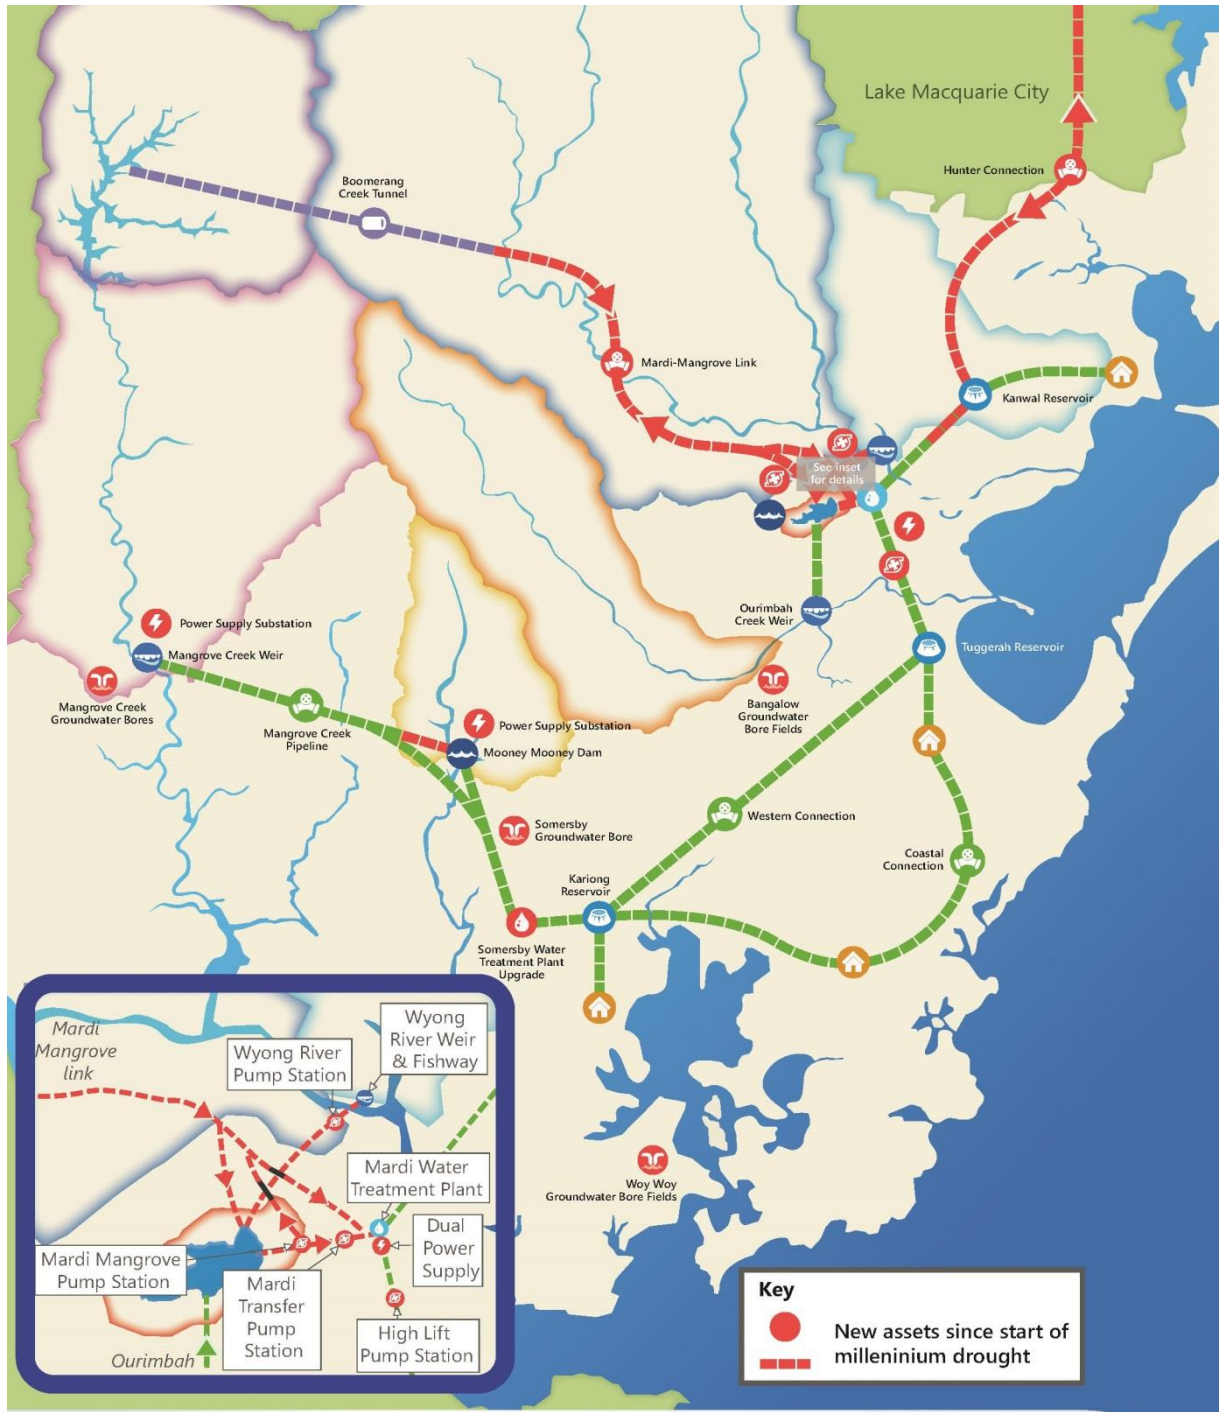 Lake Macquarie City
Hunter Connection
Boomerang
Creek Tunnel
Mardi-Mangrove Link
Kanwal Reservoir
See inset
for details
Ourimbah
Creek Weir
Power Supply Substation
Mangrove Creek Weir
Tuggerah Reservoir
Mangrove Creek
Groundwater Bores
Bangalow
Groundwater
Bore Fields
Mangrove Creek
Pipeline
Power Supply Substation
Mooney Mooney Dam
Somersby
Groundwater Bore
Western Connection
Coastal
Connection
Kariong
Reservoir
Somersby Water
Treatment Plant
Upgrade
Woy Woy
Groundwater Bore Fields
Mardi
Mangrove
link
Wyong River
Pump Station
Wyong
River Weir
& Fishway
Mardi Water
Treatment Plant
Dual
Power
Supply
Mardi Mangrove
Pump Station
Mardi
Transfer
Pump
Station
High Lift
Pump Station
Ourimbah
Key
New assets since start of
milleninium drought